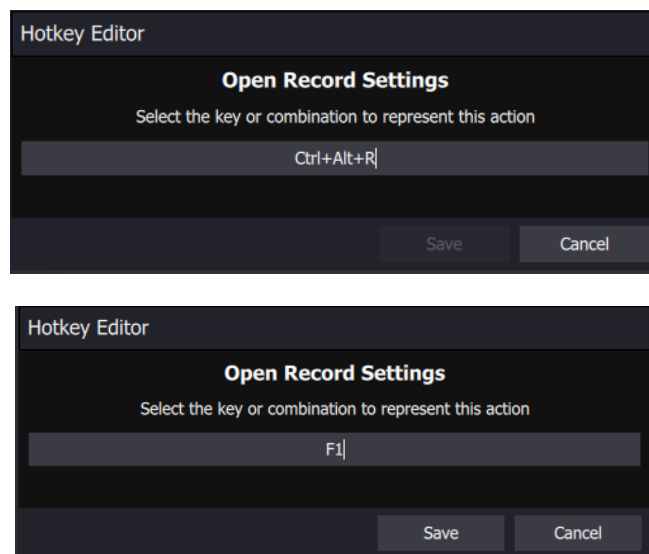 Hotkey Editor
Open Record Settings
Select the key or combination to represent this action
Ctrl+Alt+R
Save Cancel
Hotkey Editor
Open Record Settings
Select the key or combination to represent this action
F1
Save Cancel